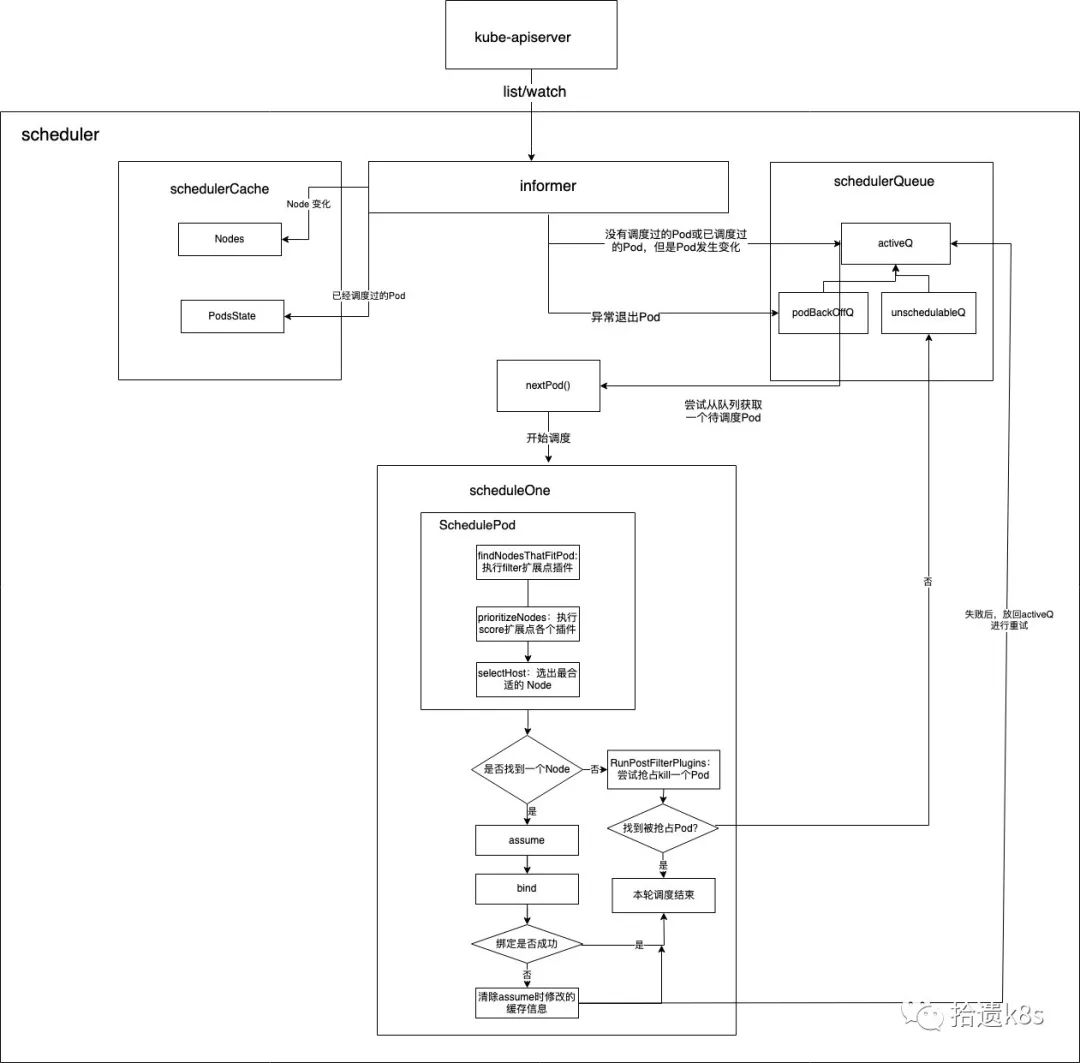 kube-apiserver
list/watch
scheduler
schedulerCache
Node 变化
Nodes
已经调度过的Pod
PodsState
informer
没有调度过的Pod或已调度过
的Pod，但是Pod发生变化
异常退出Pod
schedulerQueue
activeQ
podBackOffQ
unschedulableQ
nextPod()
尝试从队列获取
一个待调度Pod
开始调度
scheduleOne
SchedulePod
findNodesThatFitPod:
执行filter扩展点插件
prioritizeNodes：执行
score扩展点各个插件
selectHost：选出最合
适的 Node
是否找到一个Node
否
RunPostFilterPlugins：
尝试抢占kill一个Pod
是
找到被抢占Pod?
否
失败后，放回activeQ
进行重试
assume
是
bind
本轮调度结束
绑定是否成功
是
否
清除assume时修改的
缓存信息
拾遗k8s